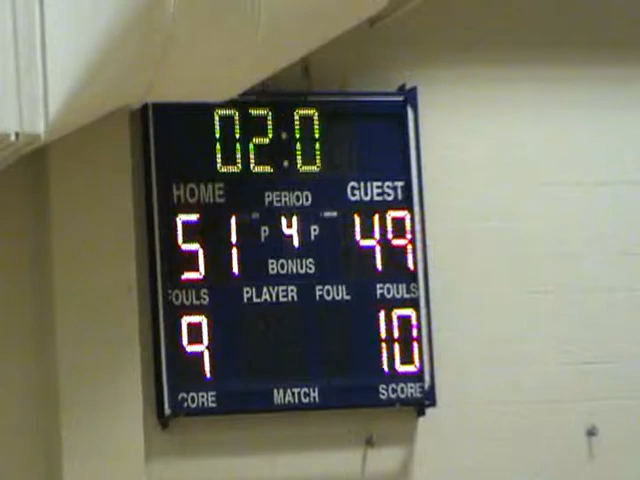 02:0
HOME PERIOD GUEST
51 P 4 P 49
BONUS
FOULS PLAYER FOUL FOULS
9 10
CORE MATCH SCORE